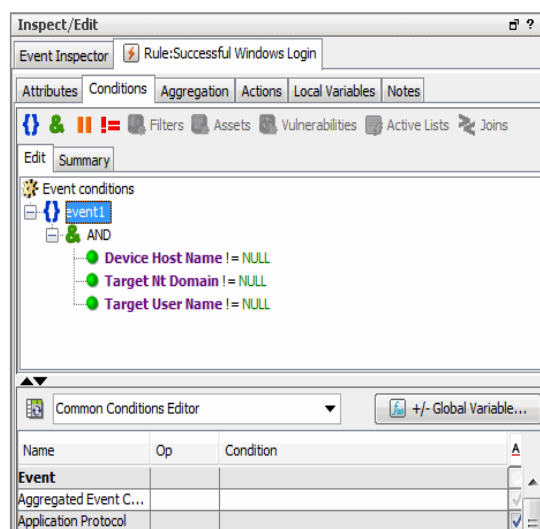 Inspect/Edit ?
Event Inspector Rule:Successful Windows Login
Attributes Conditions Aggregation Actions Local Variables Notes
{} & != Filters Assets Vulnerabilities Active Lists Joins
Edit Summary
Event conditions
{} event1
& AND
Device Host Name != NULL
Target Nt Domain != NULL
Target User Name != NULL
Common Conditions Editor +/- Global Variable...
Name Op Condition A
Event
Aggregated Event C...
Application Protocol